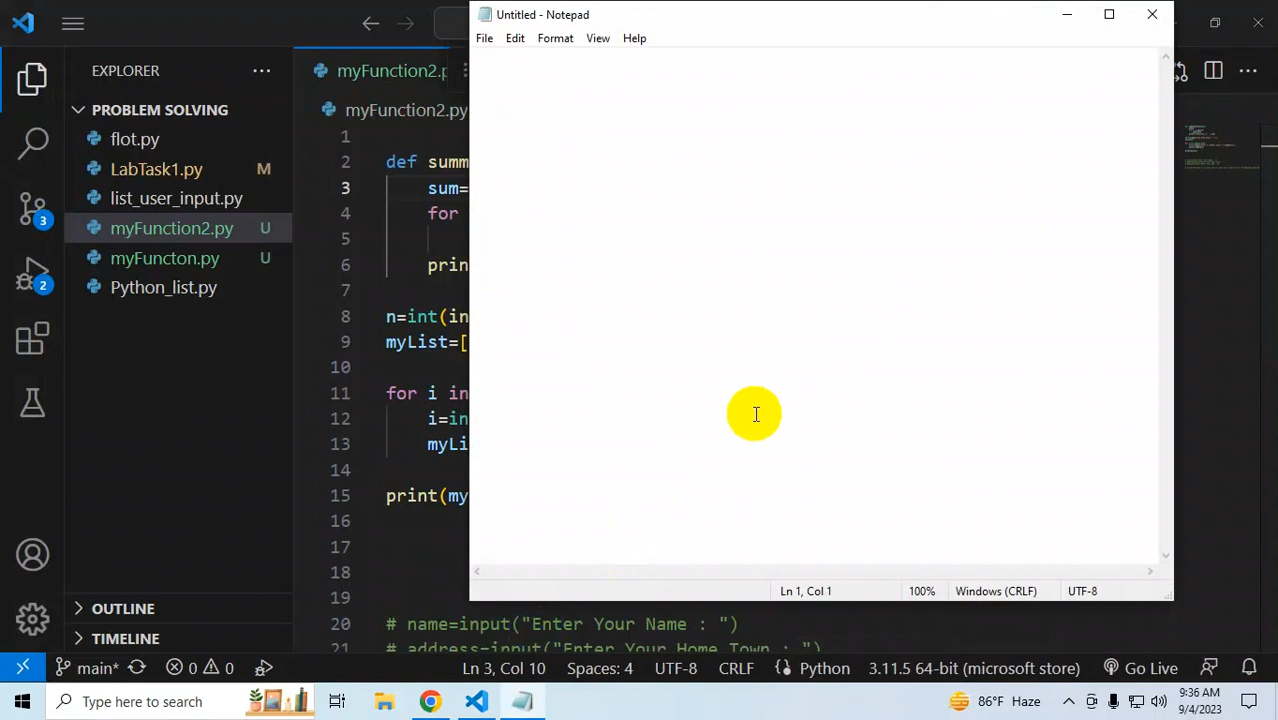 Untitled - Notepad
File Edit Format View Help
EXPLORER
PROBLEM SOLVING
flot.py
LabTask1.py M
list_user_input.py
myFunction2.py U
myFuncton.py U
Python_list.py
OUTLINE
TIMELINE
3
2
myFunction2.p
myFunction2.py
1
2 def summ
3 sum=
4 for
5
6 prin
7
8 n=int(in
9 myList=[
10
11 for i in
12 i=in
13 myLi
14
15 print(my
16
17
18
19
20 # name=input("Enter Your Name : ")
21 # address=input("Enter Your Home Town : ")
Ln 1, Col 1 100% Windows (CRLF) UTF-8
main* 0 0 Ln 3, Col 10 Spaces: 4 UTF-8 CRLF Python 3.11.5 64-bit (microsoft store) Go Live
Type here to search 86°F Haze 9:36 AM
9/4/2023